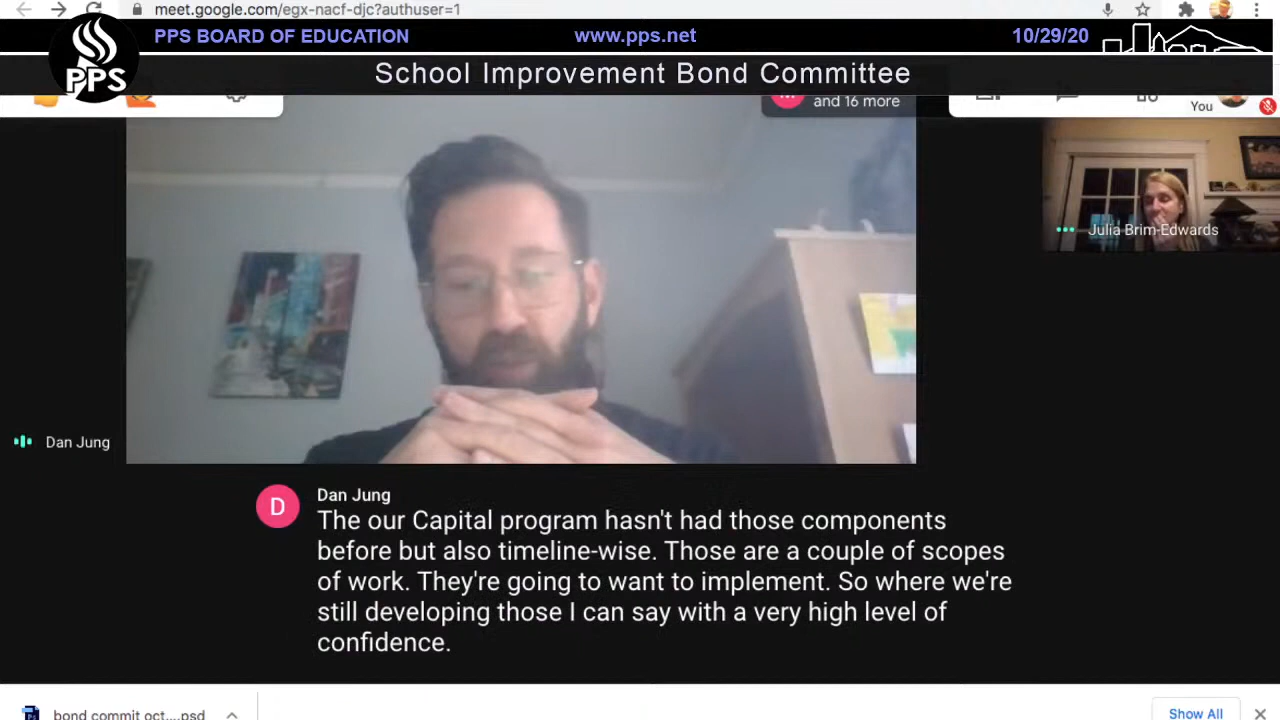 meet.google.com/egx-nacf-djc?authuser=1
PPS BOARD OF EDUCATION
www.pps.net
10/29/20
PPS
School Improvement Bond Committee
and 16 more
You
Julia Brim-Edwards
Dan Jung
D
Dan Jung
The our Capital program hasn't had those components
before but also timeline-wise. Those are a couple of scopes
of work. They're going to want to implement. So where we're
still developing those I can say with a very high level of
confidence.
bond commit oct....psd
Show All